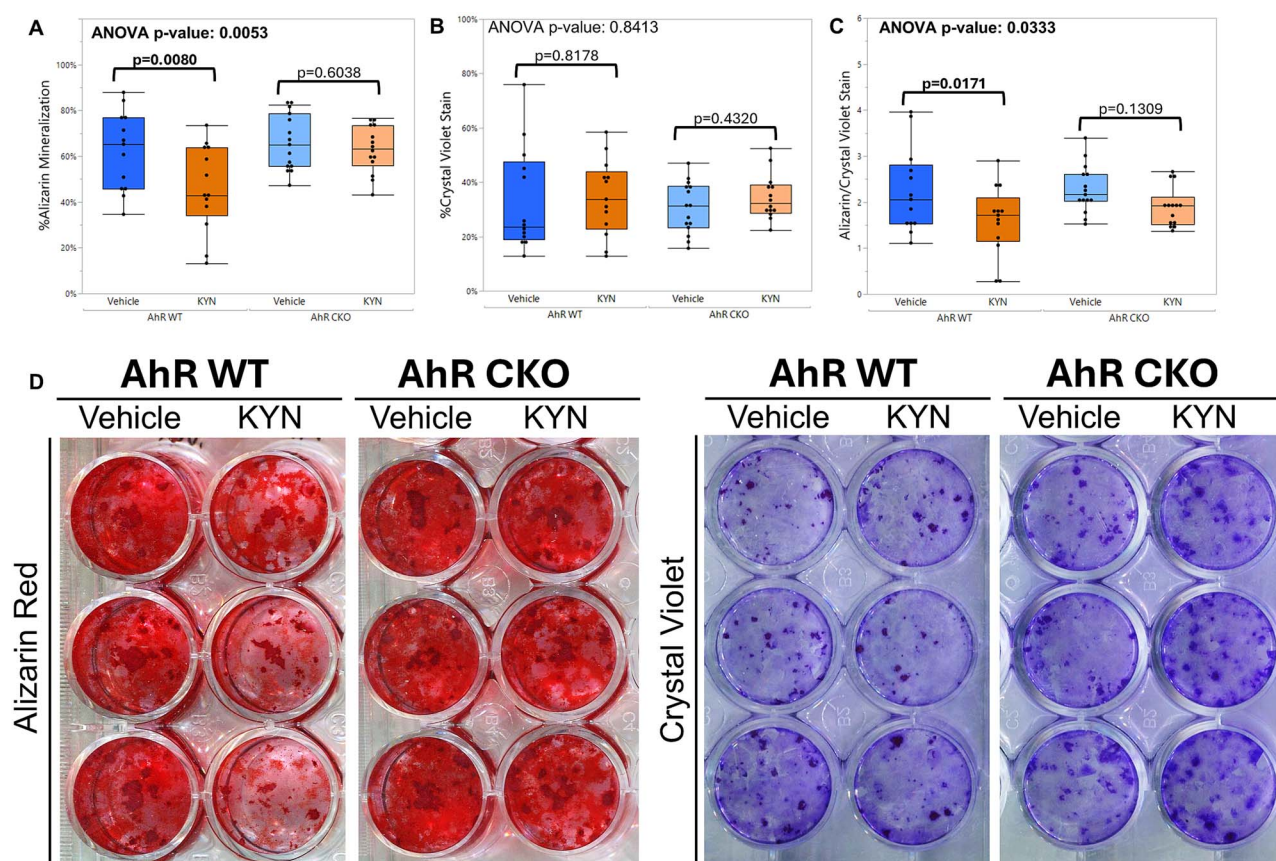 A
ANOVA p-value: 0.0053
p=0.0080
p=0.6038
%Alizarin Mineralization
100%
80%
60%
40%
20%
0%
Vehicle
KYN
Vehicle
KYN
AhR WT
AhR CKO
B
ANOVA p-value: 0.8413
p=0.8178
p=0.4320
%Crystal Violet Stain
100%
80%
60%
40%
20%
0%
Vehicle
KYN
Vehicle
KYN
AhR WT
AhR CKO
C
ANOVA p-value: 0.0333
p=0.0171
p=0.1309
Alizarin/Crystal Violet Stain
6
5
4
3
2
1
0
Vehicle
KYN
Vehicle
KYN
AhR WT
AhR CKO
D
AhR WT
AhR CKO
Vehicle
KYN
Vehicle
KYN
Alizarin Red
AhR WT
AhR CKO
Vehicle
KYN
Vehicle
KYN
Crystal Violet
B3
B2